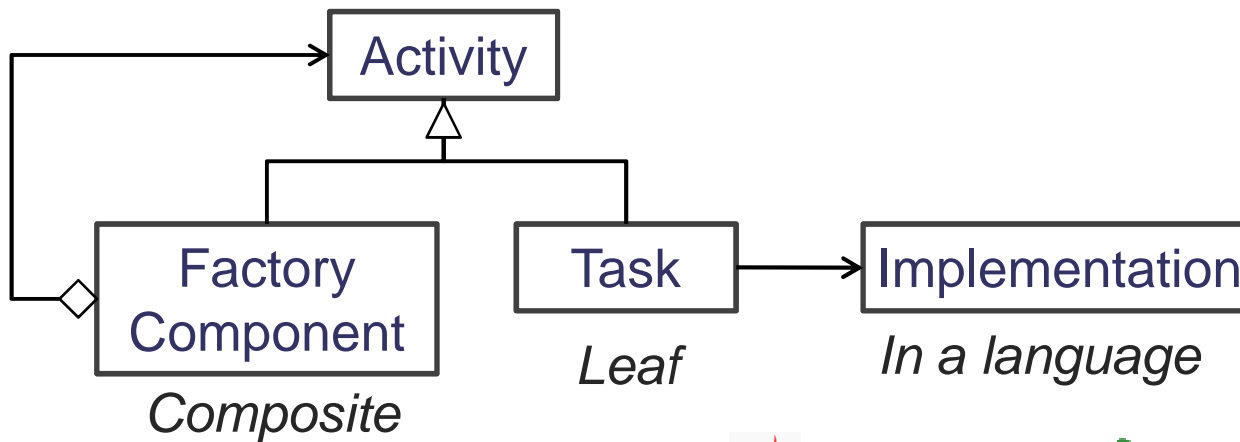 Activity
Factory
Component
Task
Implementation
Composite
Leaf
In a language